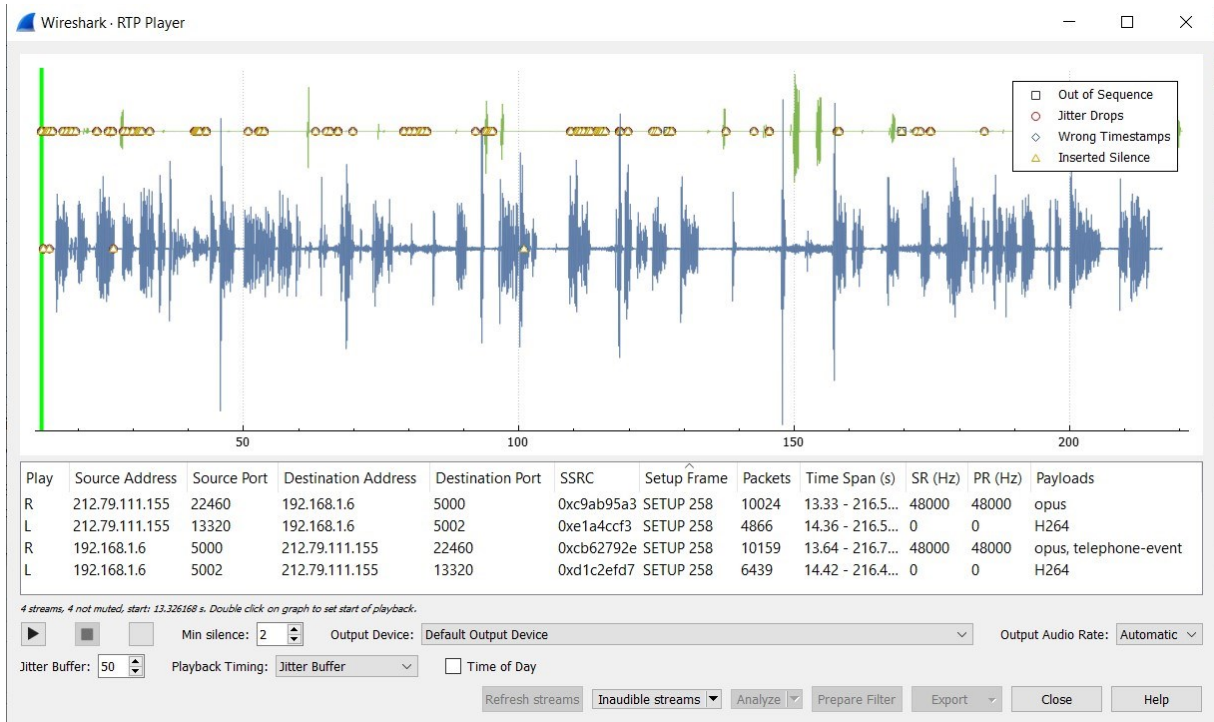 Wireshark · RTP Player
Out of Sequence
Jitter Drops
Wrong Timestamps
Inserted Silence
50 100 150 200
Play Source Address Source Port Destination Address Destination Port SSRC Setup Frame Packets Time Span (s) SR (Hz) PR (Hz) Payloads
R 212.79.111.155 22460 192.168.1.6 5000 0xc9ab95a3 SETUP 258 10024 13.33 - 216.5... 48000 48000 opus
L 212.79.111.155 13320 192.168.1.6 5002 0xe1a4ccf3 SETUP 258 4866 14.36 - 216.5... 0 0 H264
R 192.168.1.6 5000 212.79.111.155 22460 0xcb62792e SETUP 258 10159 13.64 - 216.7... 48000 48000 opus, telephone-event
L 192.168.1.6 5002 212.79.111.155 13320 0xd1c2efd7 SETUP 258 6439 14.42 - 216.4... 0 0 H264
4 streams, 4 not muted, start: 13.326168 s. Double click on graph to set start of playback.
Min silence: 2 Output Device: Default Output Device Output Audio Rate: Automatic
Jitter Buffer: 50 Playback Timing: Jitter Buffer Time of Day
Refresh streams Inaudible streams Analyze Prepare Filter Export Close Help